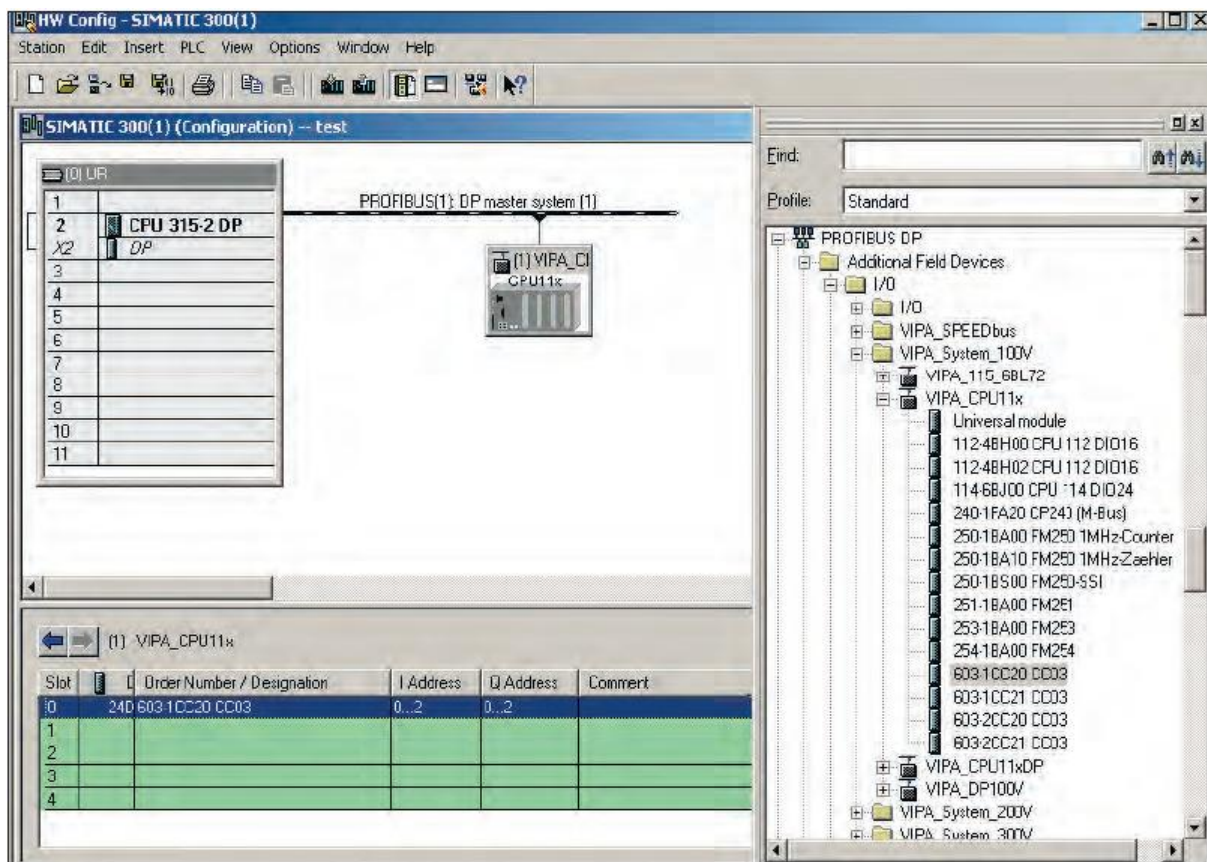 HW Config - SIMATIC 300(1)
Station Edit Insert PLC View Options Window Help
SIMATIC 300(1) (Configuration) -- test
(0) UR
1
2 CPU 315-2 DP
X2 DP
3
4
5
6
7
8
9
10
11
PROFIBUS(1): DP master system (1)
(1) VIPA_CI
CPU11x
Find:
Profile: Standard
PROFIBUS DP
Additional Field Devices
I/O
I/O
VIPA_SPEEDbus
VIPA_System_100V
VIPA_115_6BL72
VIPA_CPU11x
Universal module
112-4BH00 CPU 112 DIO16
112-4BH02 CPU 112 DIO16
114-6BJ00 CPU 114 DIO24
240-1FA20 CP240 (M-Bus)
250-1BA00 FM250 1MHz-Counter
250-1BA10 FM250 1MHz-Zaehler
250-1BS00 FM250-SSI
251-1BA00 FM251
253-1BA00 FM253
254-1BA00 FM254
603-1CC20 CC03
603-1CC21 CC03
603-2CC20 CC03
603-2CC21 CC03
VIPA_CPU11xDP
VIPA_DP100V
VIPA_System_200V
VIPA_System_300V
(1) VIPA_CPU11x
Slot D Order Number / Designation I Address Q Address Comment
0 24D 603-1CC20 CC03 0...2 0...2
1
2
3
4